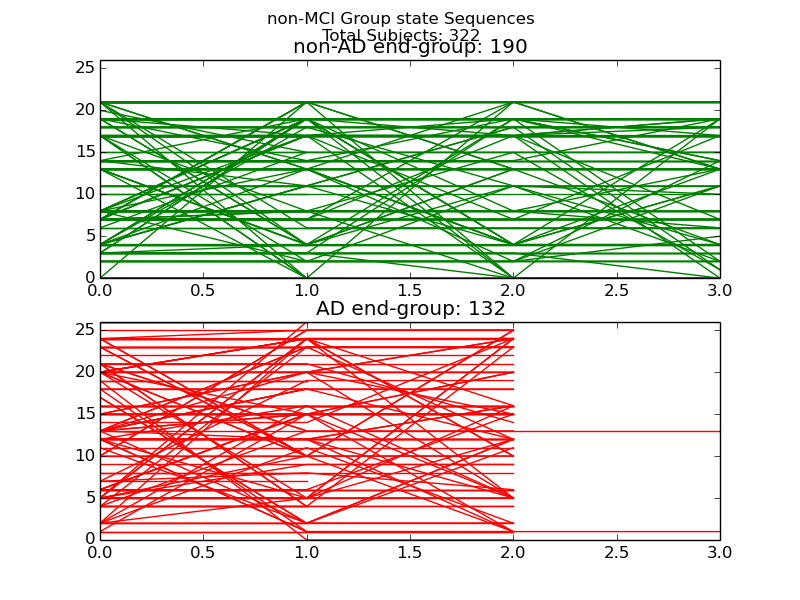 non-MCI Group state Sequences
Total Subjects: 322
non-AD end-group: 190
25
20
15
10
5
0
0.0 0.5 1.0 1.5 2.0 2.5 3.0
AD end-group: 132
25
20
15
10
5
0
0.0 0.5 1.0 1.5 2.0 2.5 3.0